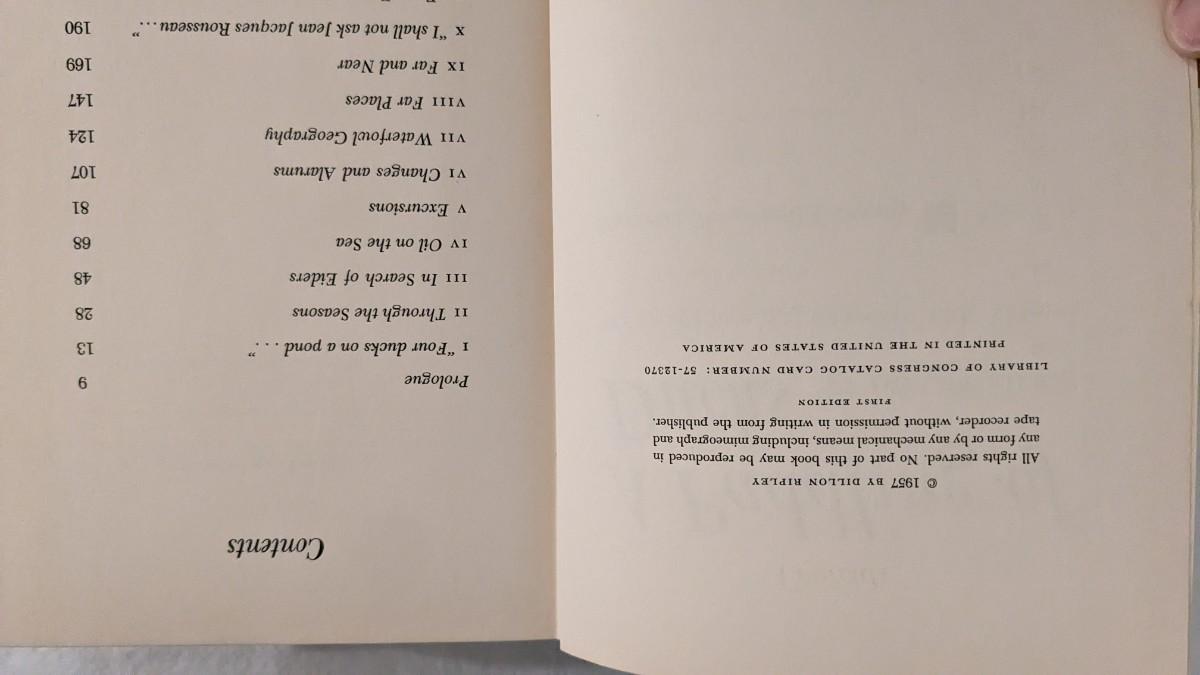 © 1957 BY DILLON RIPLEY
All rights reserved. No part of this book may be reproduced in
any form or by any mechanical means, including mimeograph and
tape recorder, without permission in writing from the publisher.
FIRST EDITION
LIBRARY OF CONGRESS CATALOG CARD NUMBER: 57-12370
PRINTED IN THE UNITED STATES OF AMERICA
Contents
Prologue 9
I "Four ducks on a pond . . ." 13
II Through the Seasons 28
III In Search of Eiders 48
IV Oil on the Sea 68
V Excursions 81
VI Changes and Alarums 107
VII Waterfowl Geography 124
VIII Far Places 147
IX Far and Near 169
X "I shall not ask Jean Jacques Rousseau ..." 190